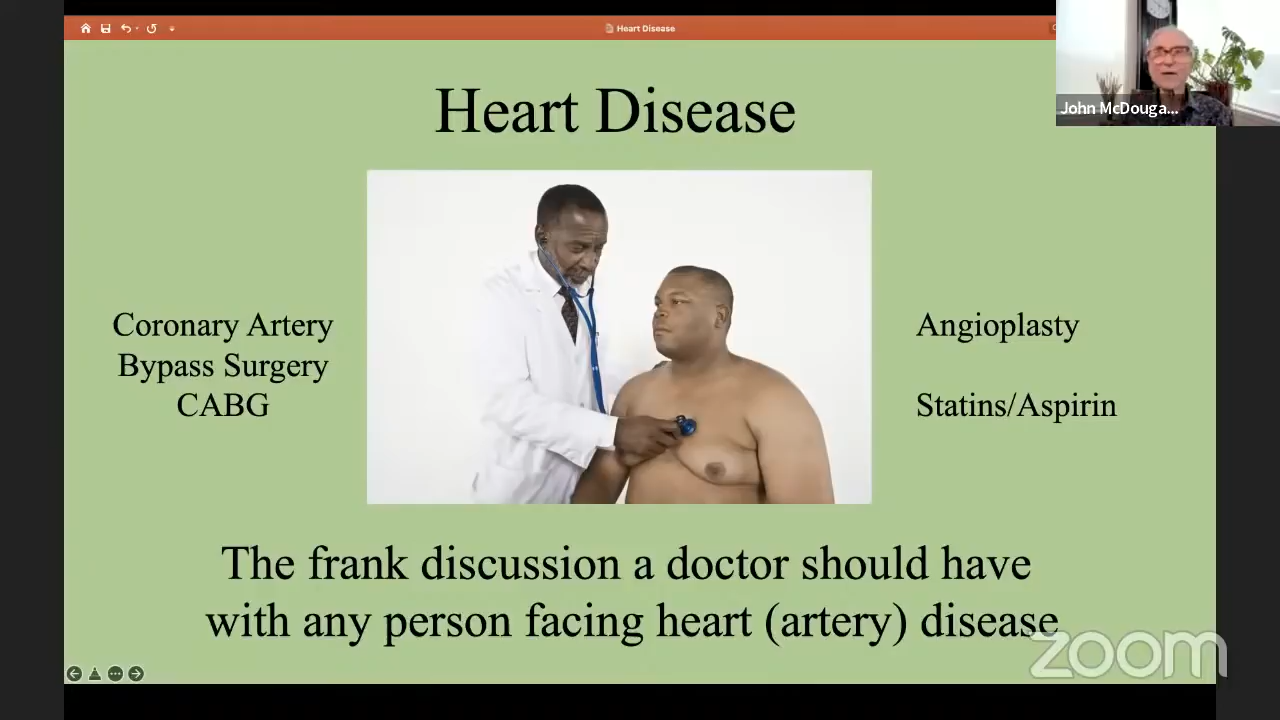 Heart Disease
John McDouga...
Heart Disease
Coronary Artery
Bypass Surgery
CABG
Angioplasty
Statins/Aspirin
The frank discussion a doctor should have
with any person facing heart (artery) disease
zoom